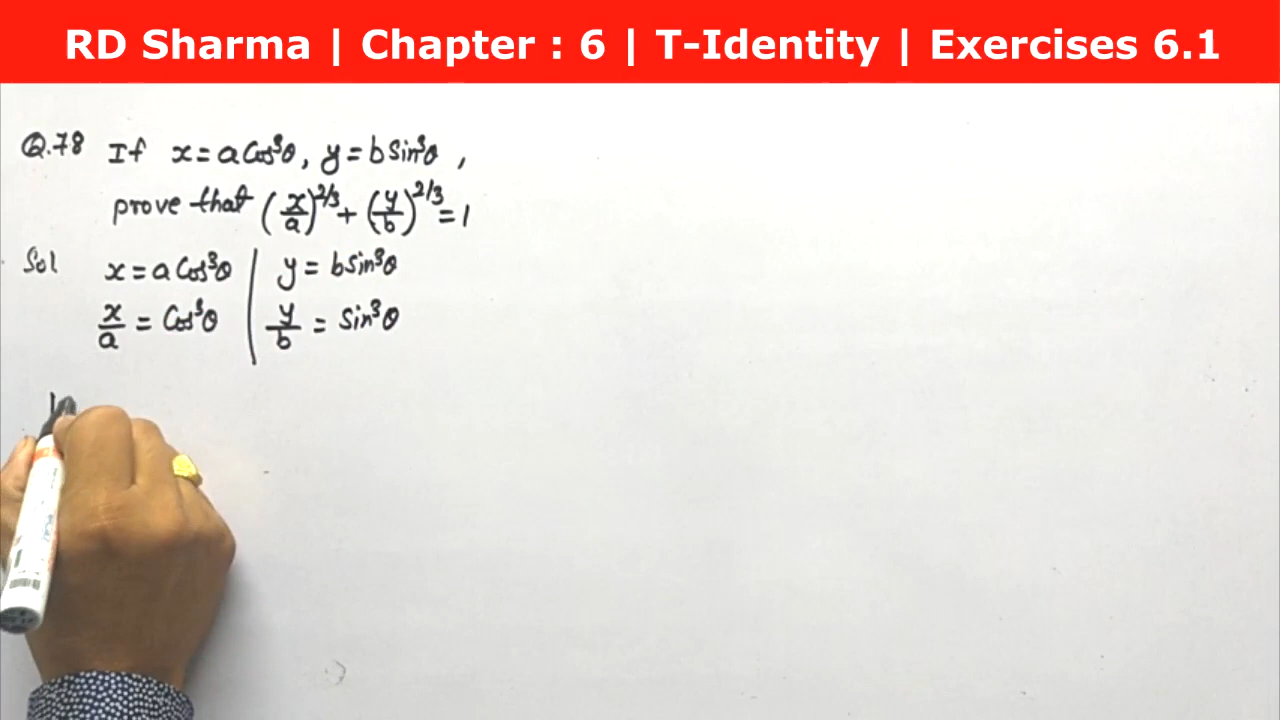 RD Sharma | Chapter : 6 | T-Identity | Exercises 6.1
Q.78 If x = a Cos³θ, y = b Sin³θ,
prove that (x/a)^2/3 + (y/b)^2/3 = 1
Sol x = a Cos³θ | y = b Sin³θ
x/a = Cos³θ | y/b = Sin³θ